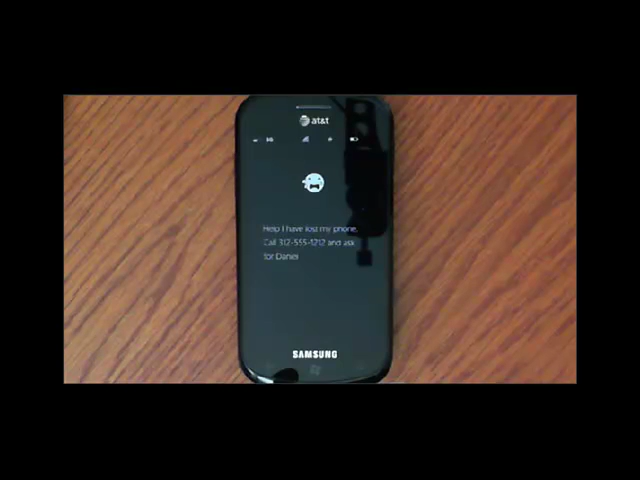 at&t
Help I have lost my phone.
Call 312-555-1212 and ask
for Daniel
SAMSUNG